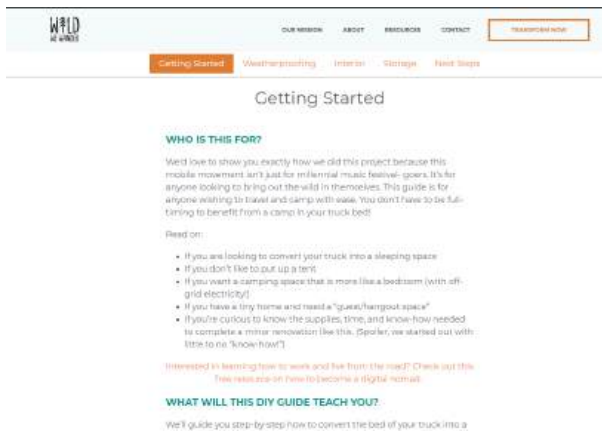 WILD
WE WANDER
OUR MISSION ABOUT RESOURCES CONTACT TRANSFORM NOW
Getting Started Weatherproofing Interior Storage Next Steps
Getting Started
WHO IS THIS FOR?
We'd love to show you exactly how we did this project because this
mobile movement isn't just for millennial music festival- goers. It's for
anyone looking to bring out the wild in themselves. This guide is for
anyone wishing to travel and camp with ease. You don't have to be full-
timing to benefit from a camp in your truck bed!
Read on:
• If you are looking to convert your truck into a sleeping space
• If you don't like to put up a tent
• If you want a camping space that is more like a bedroom (with off-
grid electricity!)
• If you have a tiny home and need a "guest/hangout space"
• If you're curious to know the supplies, time, and know-how needed
to complete a minor renovation like this. (Spoiler, we started out with
little to no "know-how!")
Interested in learning how to work and live from the road? Check out this
free resource on how to become a digital nomad.
WHAT WILL THIS DIY GUIDE TEACH YOU?
We'll guide you step-by-step how to convert the bed of your truck into a